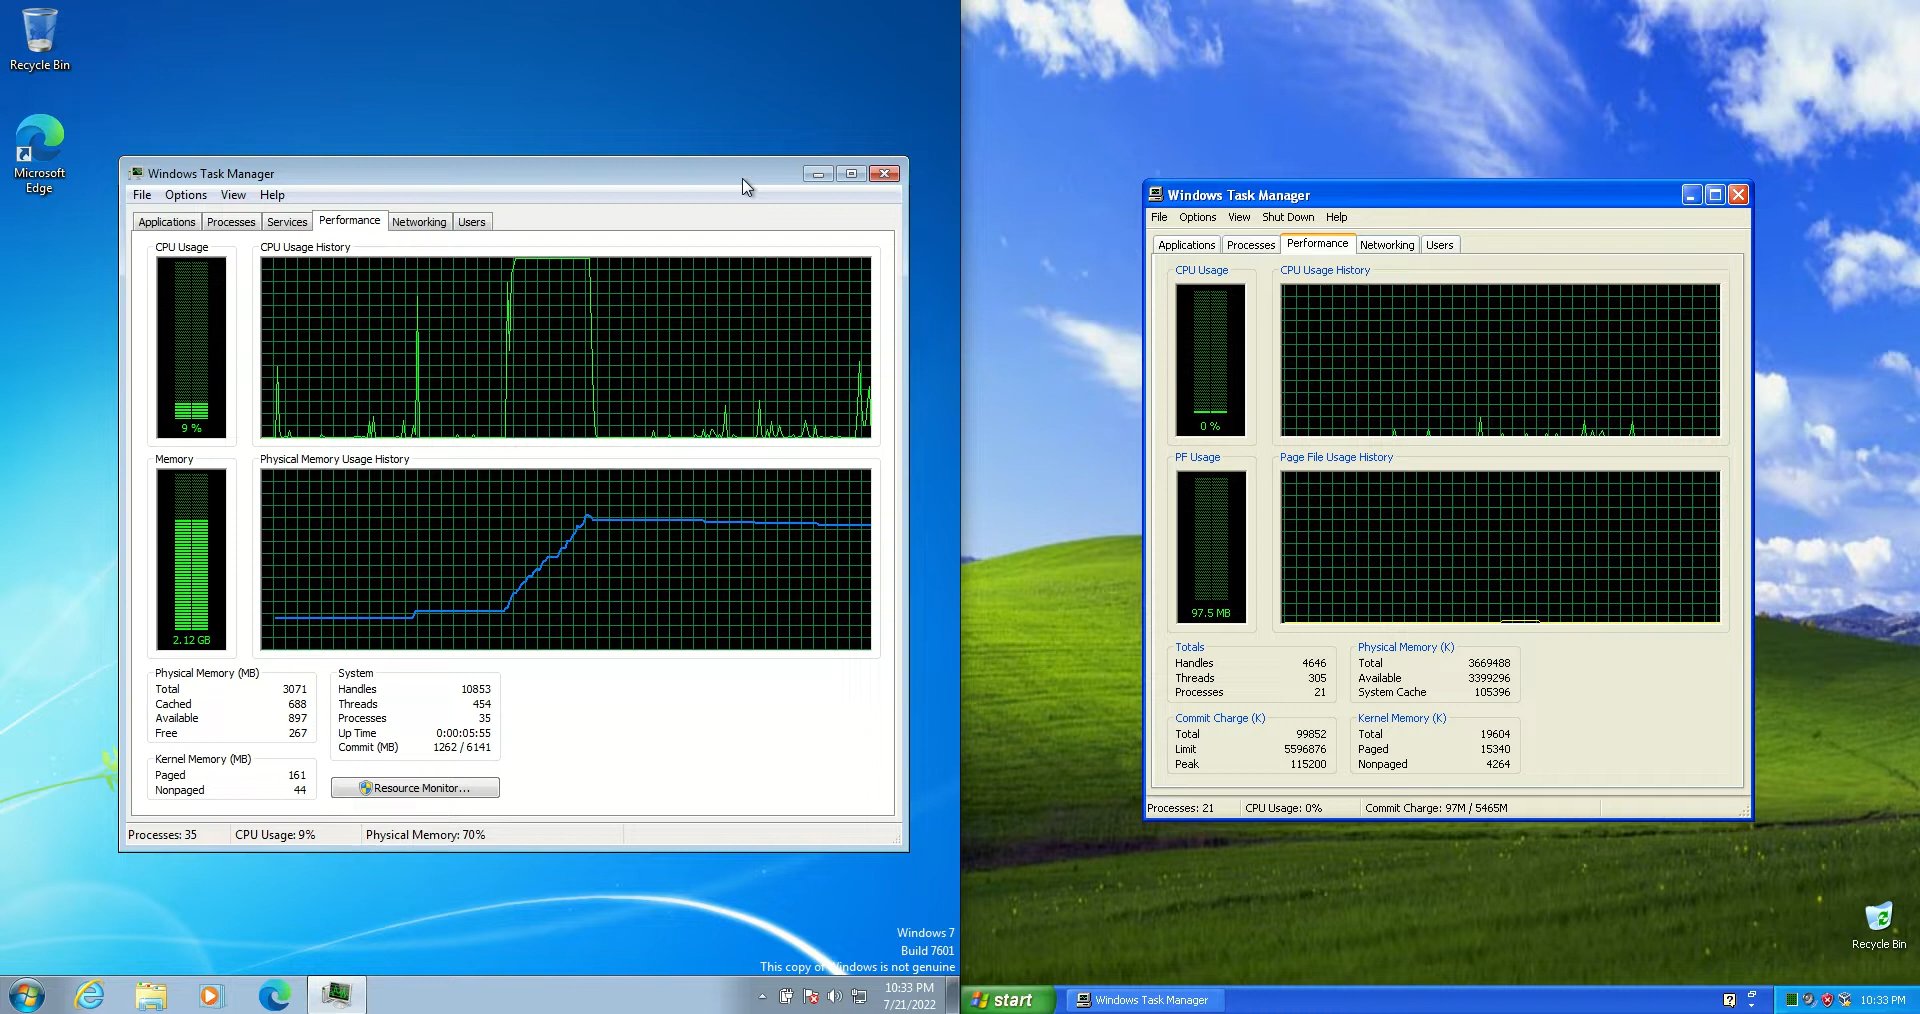 Recycle Bin
Microsoft
Edge
Windows Task Manager
File Options View Help
Applications Processes Services Performance Networking Users
CPU Usage
CPU Usage History
9 %
Memory
Physical Memory Usage History
2.12 GB
Physical Memory (MB)
Total 3071
Cached 688
Available 897
Free 267
Kernel Memory (MB)
Paged 161
Nonpaged 44
System
Handles 10853
Threads 454
Processes 35
Up Time 0:00:05:55
Commit (MB) 1262 / 6141
Resource Monitor...
Processes: 35 CPU Usage: 9% Physical Memory: 70%
Windows 7
Build 7601
This copy of Windows is not genuine
10:33 PM
7/21/2022
Windows Task Manager
File Options View Shut Down Help
Applications Processes Performance Networking Users
CPU Usage
CPU Usage History
0 %
PF Usage
Page File Usage History
97.5 MB
Totals
Handles 4646
Threads 305
Processes 21
Physical Memory (K)
Total 3669488
Available 3399296
System Cache 105396
Commit Charge (K)
Total 99852
Limit 5596876
Peak 115200
Kernel Memory (K)
Total 19604
Paged 15340
Nonpaged 4264
Processes: 21 CPU Usage: 0% Commit Charge: 97M / 5465M
Recycle Bin
start
Windows Task Manager
10:33 PM